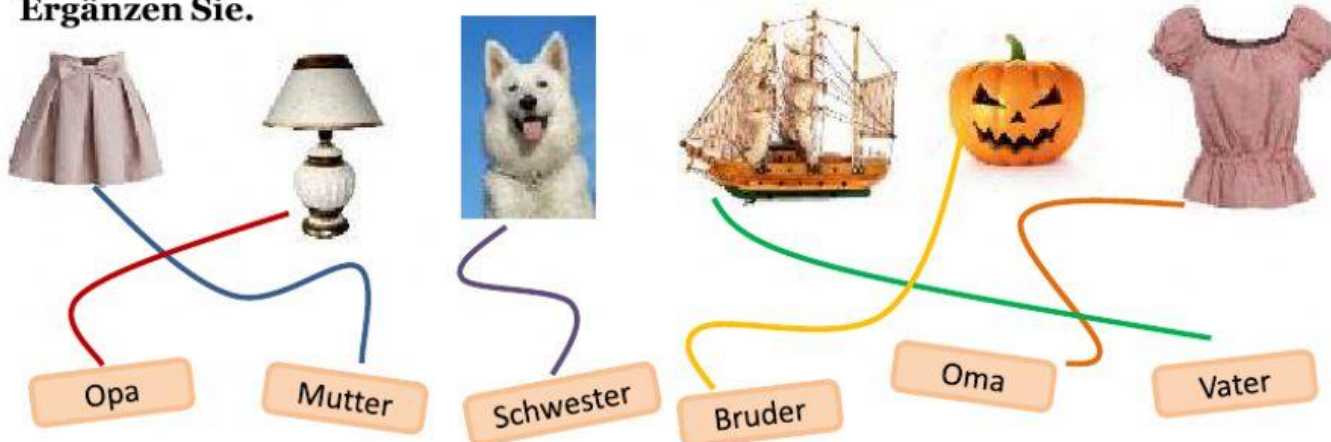 Ergänzen Sie.
Opa
Mutter
Schwester
Bruder
Oma
Vater